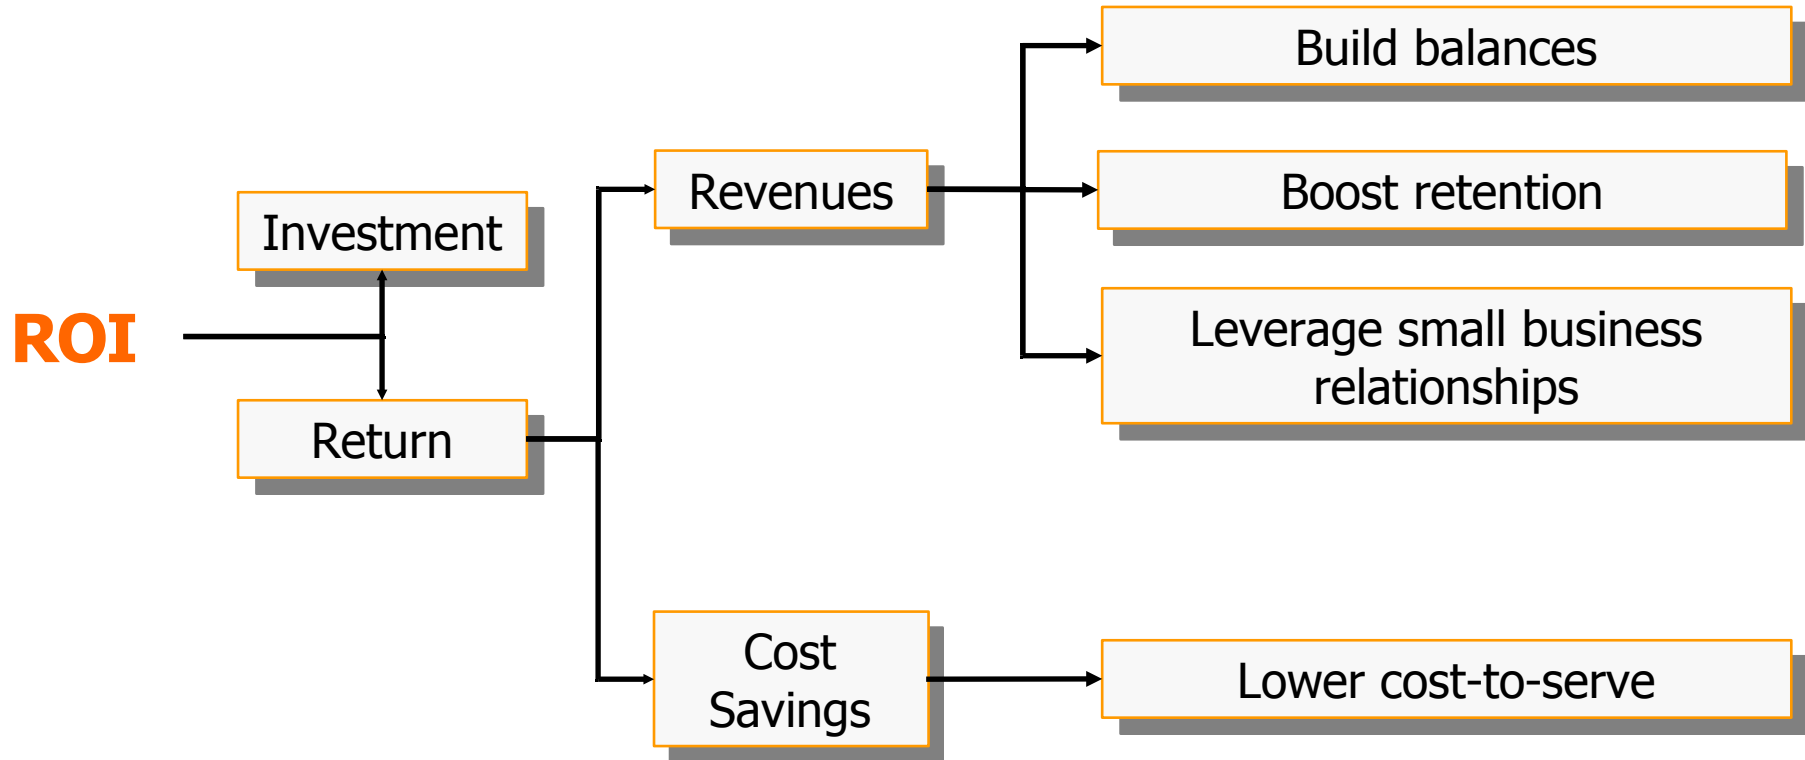 ROI
Investment
Return
Revenues
Cost
Savings
Build balances
Boost retention
Leverage small business
relationships
Lower cost-to-serve